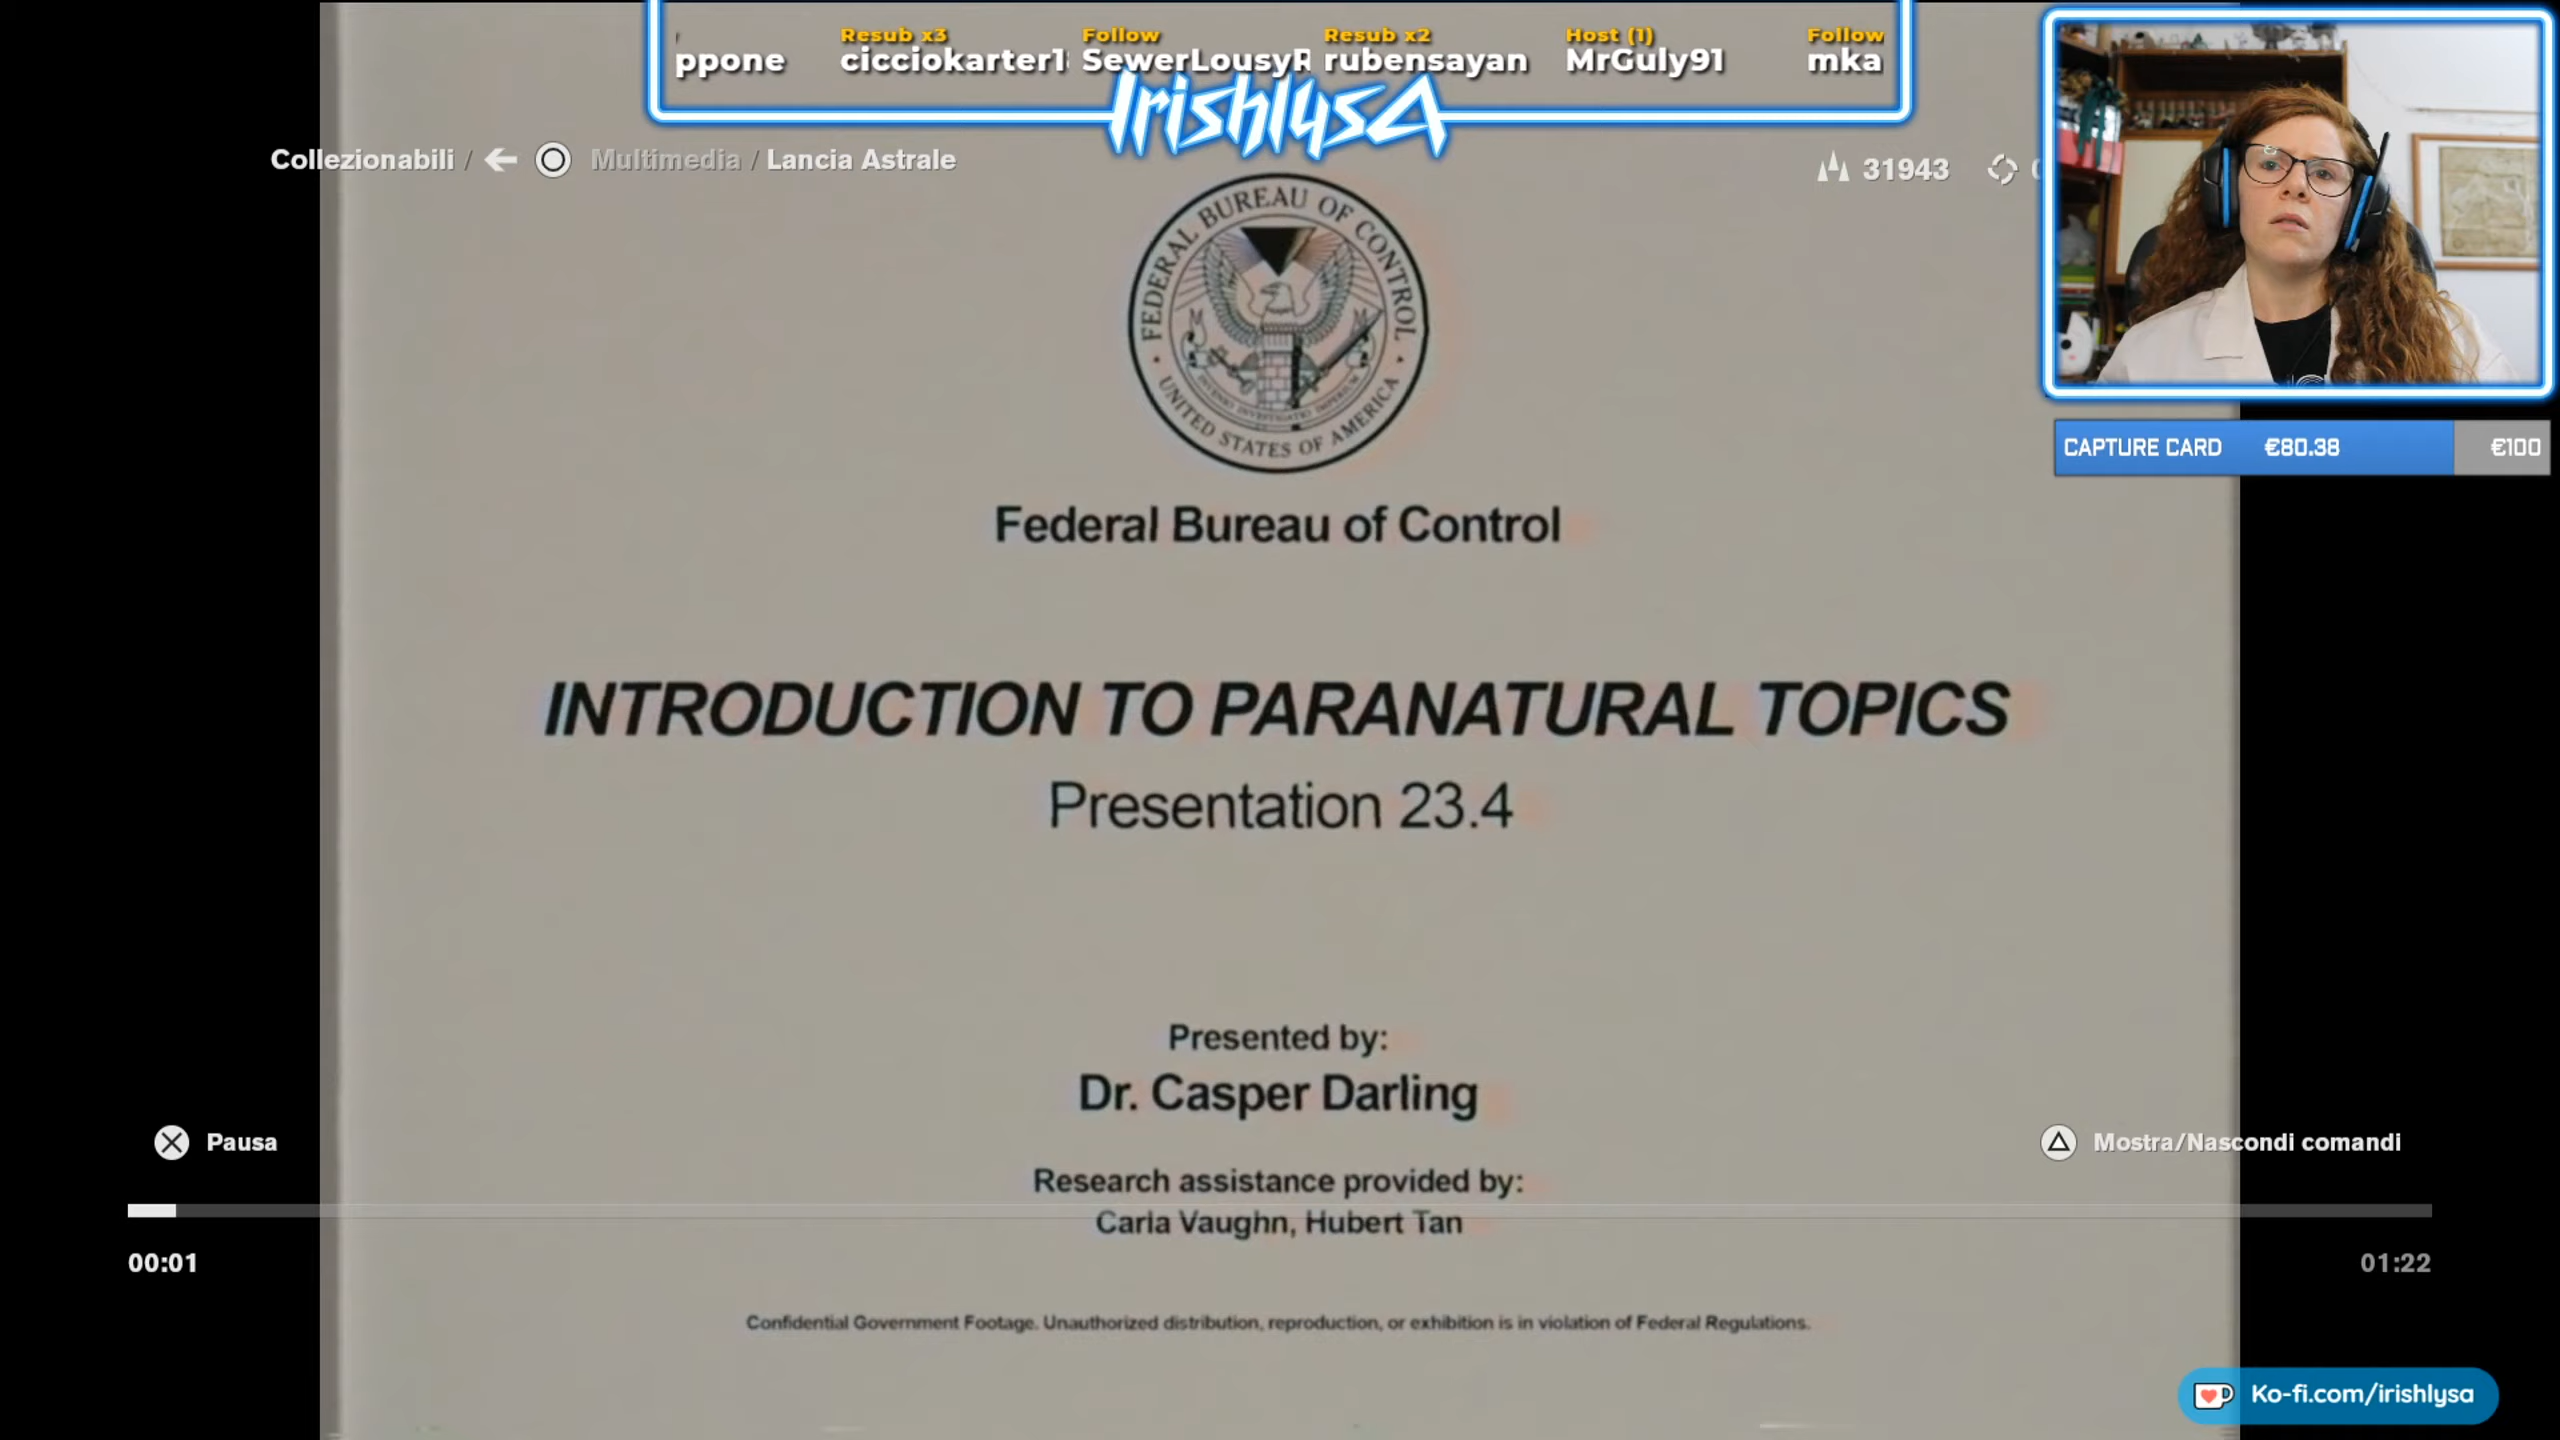 Resub x3 Follow Resub x2 Host (1) Follow
ppone cicciokarter1 SewerLousyR rubensayan MrGuly91 mka
IrishlysA
Collezionabili / Multimedia / Lancia Astrale
31943
FEDERAL BUREAU OF CONTROL
UNITED STATES OF AMERICA
CAPTURE CARD €80.38 €100
Federal Bureau of Control
INTRODUCTION TO PARANATURAL TOPICS
Presentation 23.4
Presented by:
Dr. Casper Darling
Pausa
Mostra/Nascondi comandi
Research assistance provided by:
Carla Vaughn, Hubert Tan
00:01
01:22
Confidential Government Footage. Unauthorized distribution, reproduction, or exhibition is in violation of Federal Regulations.
Ko-fi.com/irishlysa